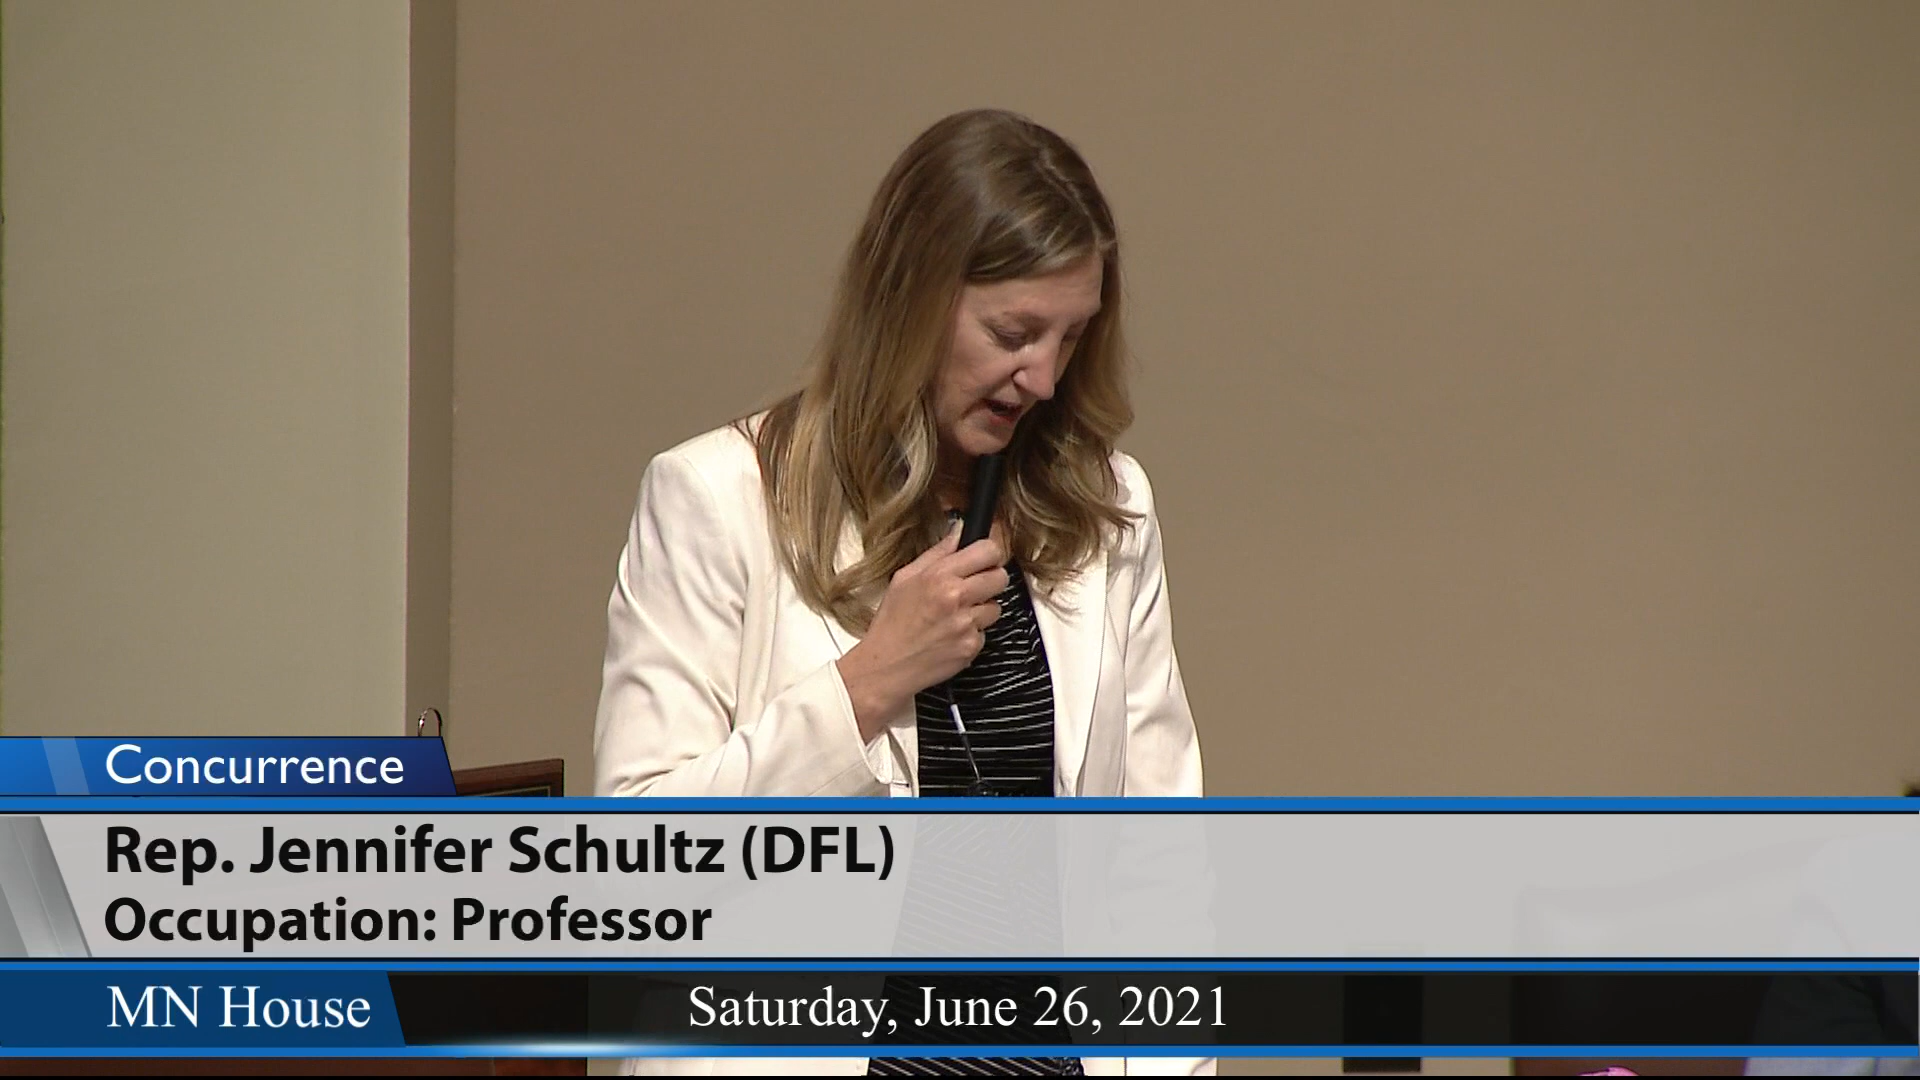 Concurrence
Rep. Jennifer Schultz (DFL)
Occupation: Professor
MN House
Saturday, June 26, 2021